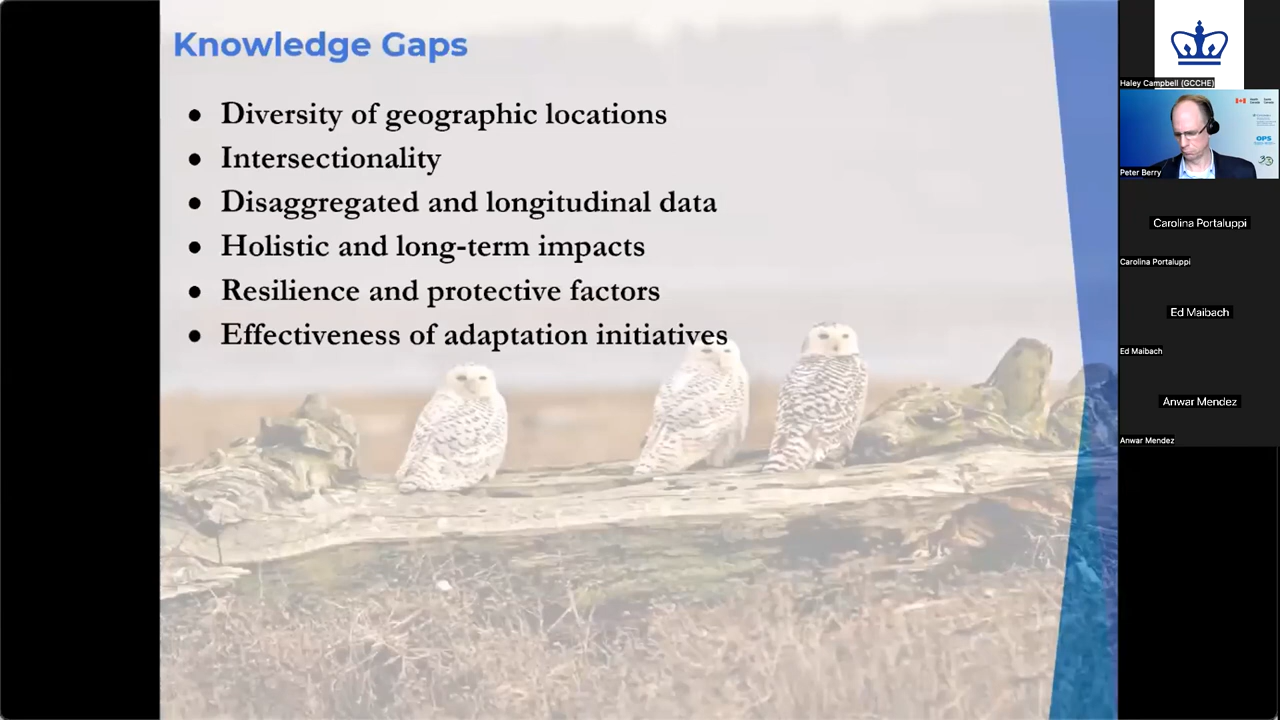 Knowledge Gaps
● Diversity of geographic locations
● Intersectionality
● Disaggregated and longitudinal data
● Holistic and long-term impacts
● Resilience and protective factors
● Effectiveness of adaptation initiatives
Haley Campbell (GCCHE)
OPS
Peter Berry
Carolina Portaluppi
Carolina Portaluppi
Ed Maibach
Ed Maibach
Anwar Mendez
Anwar Mendez